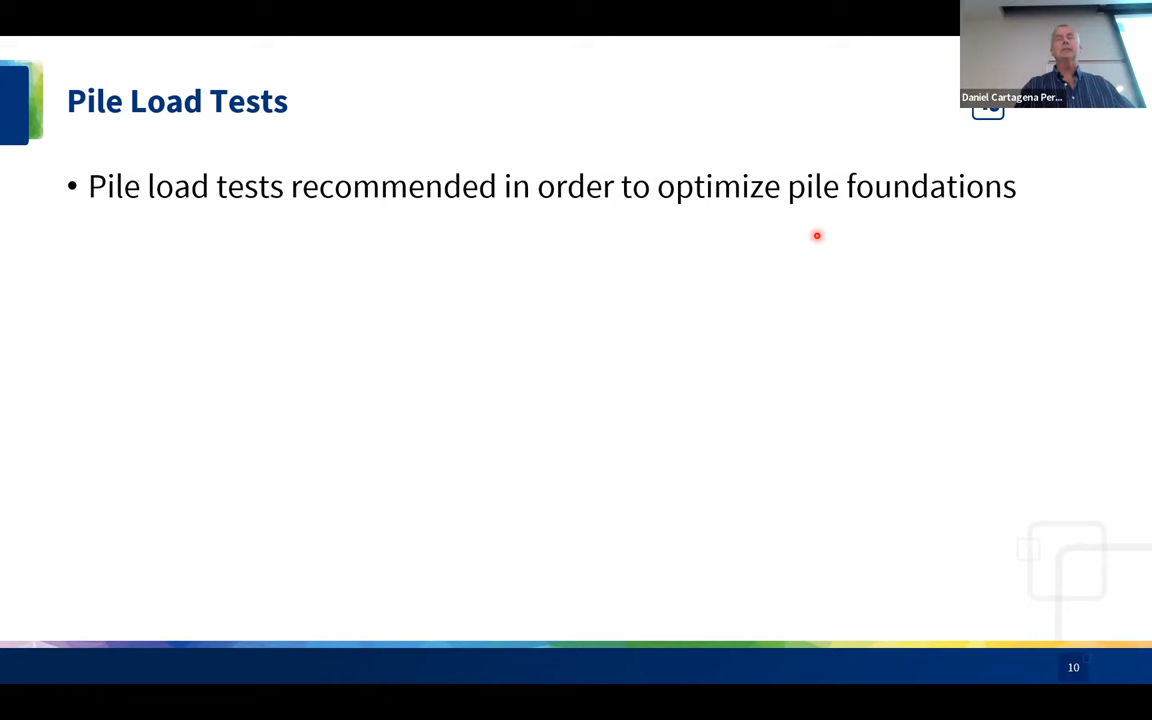 Pile Load Tests
Daniel Cartagena Per...
• Pile load tests recommended in order to optimize pile foundations
10